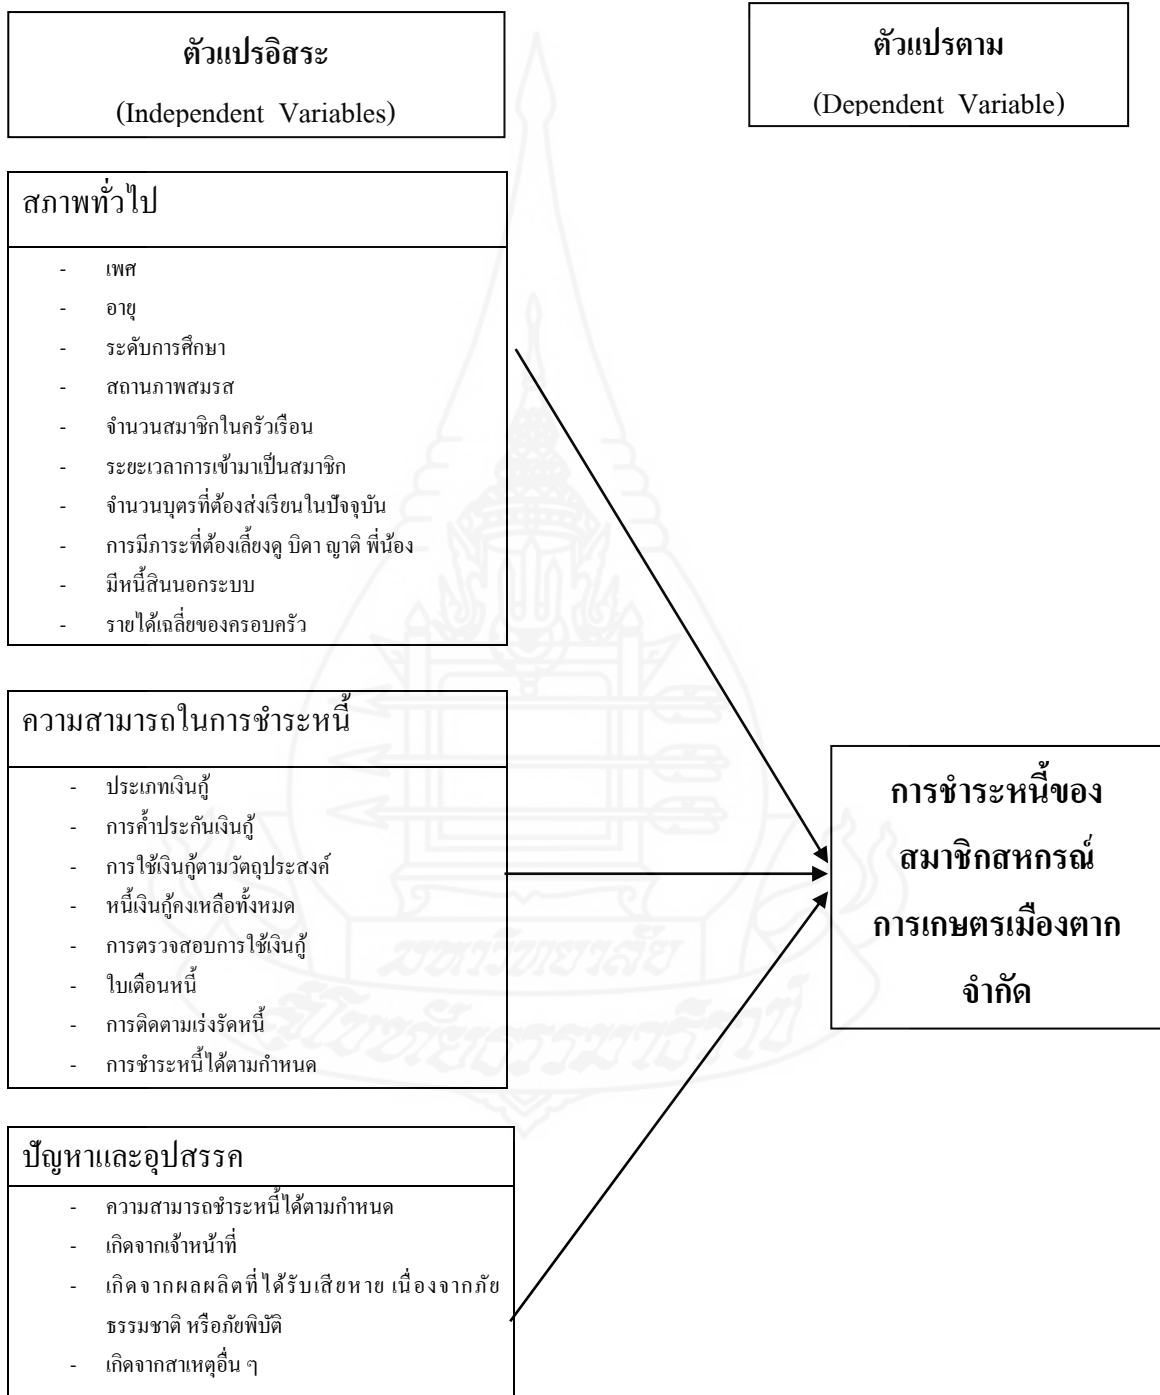 ตัวแปรอิสระ
(Independent Variables)
ตัวแปรตาม
(Dependent Variable)
สภาพทั่วไป
- เพศ
- อายุ
- ระดับการศึกษา
- สถานภาพสมรส
- จำนวนสมาชิกในครัวเรือน
- ระยะเวลาการเข้ามาเป็นสมาชิก
- จำนวนบุตรที่ต้องส่งเรียนในปัจจุบัน
- การมีภาระที่ต้องเลี้ยงดู บิดา ญาติ พี่น้อง
- มีหนี้สินนอกระบบ
- รายได้เฉลี่ยของครอบครัว
ความสามารถในการชำระหนี้
- ประเภทเงินกู้
- การค้ำประกันเงินกู้
- การใช้เงินกู้ตามวัตถุประสงค์
- หนี้เงินกู้คงเหลือทั้งหมด
- การตรวจสอบการใช้เงินกู้
- ใบเตือนหนี้
- การติดตามเร่งรัดหนี้
- การชำระหนี้ได้ตามกำหนด
การชำระหนี้ของ
สมาชิกสหกรณ์
การเกษตรเมืองตาก
จำกัด
ปัญหาและอุปสรรค
- ความสามารถชำระหนี้ได้ตามกำหนด
- เกิดจากเจ้าหน้าที่
- เกิดจากผลผลิตที่ได้รับเสียหาย เนื่องจากภัย
ธรรมชาติ หรือภัยพิบัติ
- เกิดจากสาเหตุอื่น ๆ
มหาวิทยาลัย
สุโขทัยธรรมาธิราช